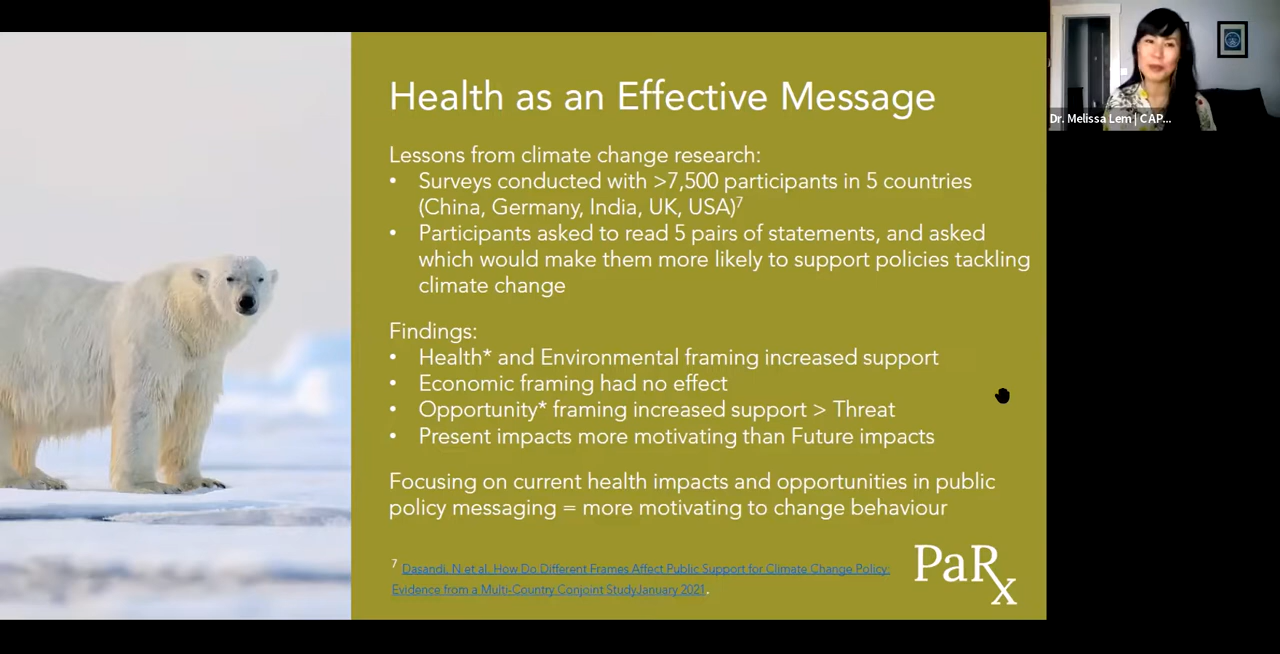 Health as an Effective Message
Lessons from climate change research:
• Surveys conducted with >7,500 participants in 5 countries
(China, Germany, India, UK, USA)7
• Participants asked to read 5 pairs of statements, and asked
which would make them more likely to support policies tackling
climate change
Findings:
• Health* and Environmental framing increased support
• Economic framing had no effect
• Opportunity* framing increased support > Threat
• Present impacts more motivating than Future impacts
Focusing on current health impacts and opportunities in public
policy messaging = more motivating to change behaviour
7 Dasandi, N et al. How Do Different Frames Affect Public Support for Climate Change Policy:
Evidence from a Multi-Country Conjoint StudyJanuary 2021.
PaRx
Dr. Melissa Lem | CAP...